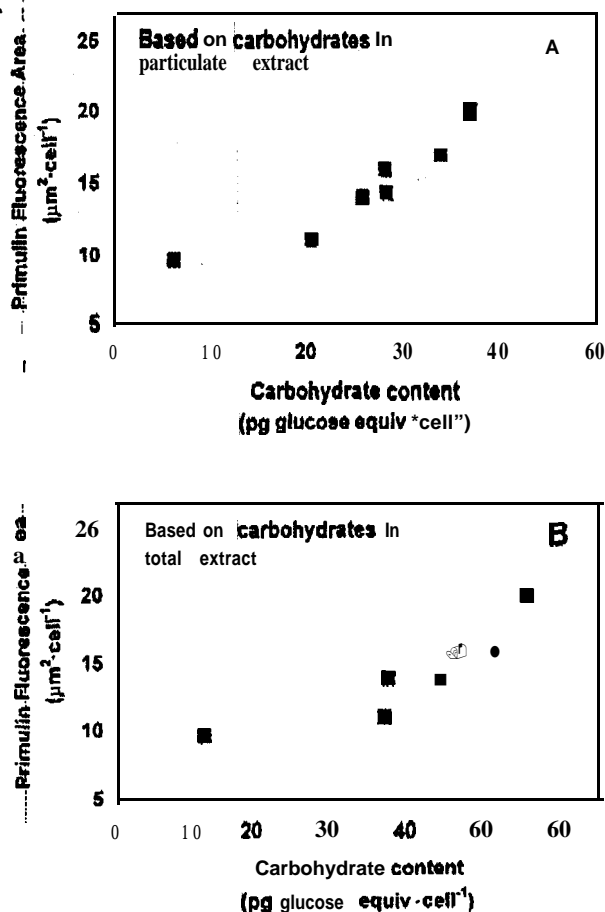 Primulin Fluorescence Area
(μm²·cell⁻¹)
25
20
15
10
5
Based on carbohydrates In
particulate extract
A
0 10 20 30 40 60
Carbohydrate content
(pg glucose equiv *cell”)
Primulin Fluorescence
(μm²·cell⁻¹)
26
20
15
10
5
Based on carbohydrates In
total extract
B
0 10 20 30 40 60 60
Carbohydrate content
(pg glucose equiv·cell⁻¹)